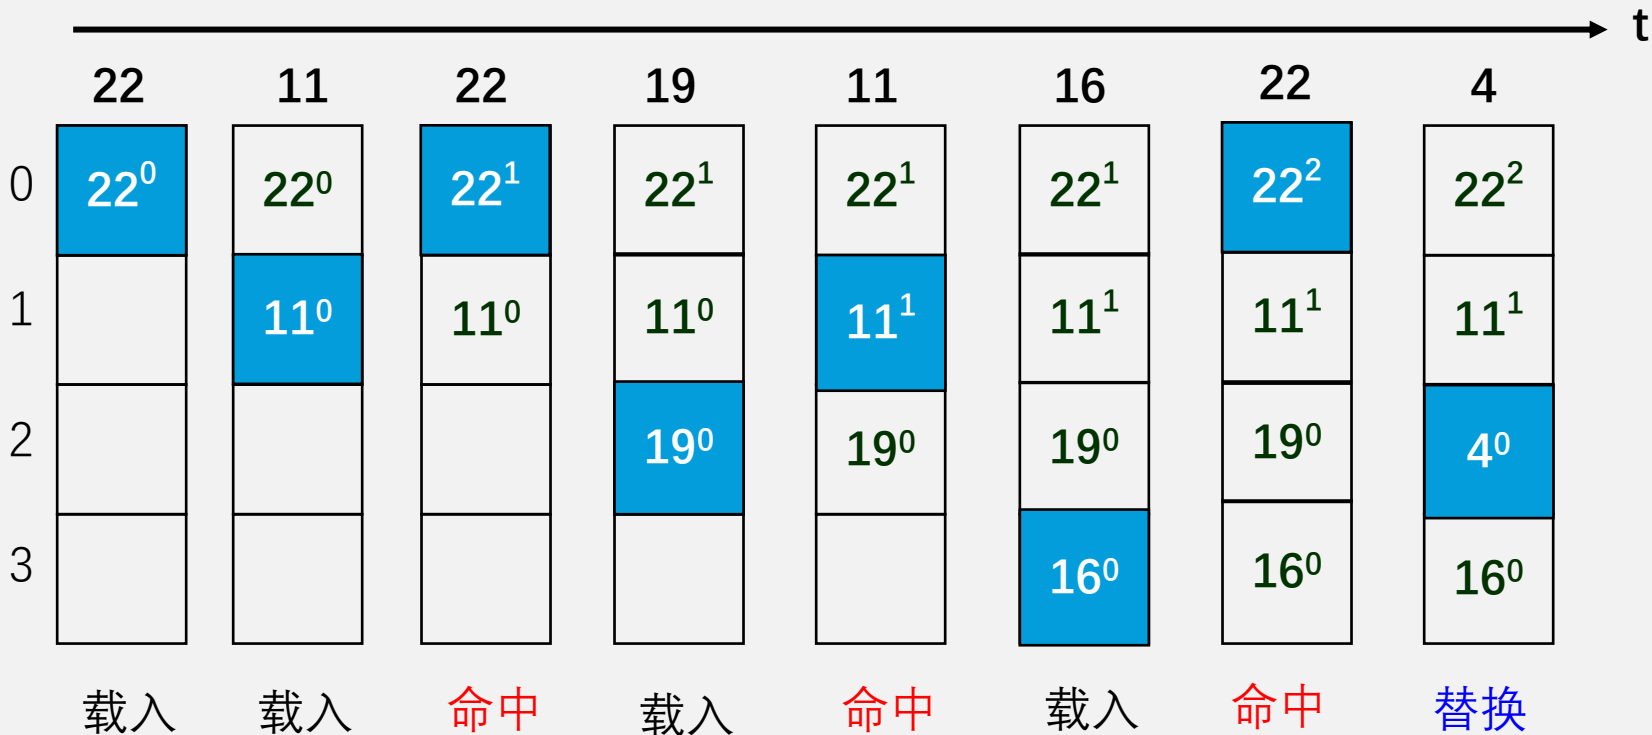 t
22 11 22 19 11 16 22 4
0 22⁰ 22⁰ 22¹ 22¹ 22¹ 22¹ 22² 22²
1 11⁰ 11⁰ 11⁰ 11¹ 11¹ 11¹ 11¹
2 19⁰ 19⁰ 19⁰ 19⁰ 4⁰
3 16⁰ 16⁰ 16⁰
载入 载入 命中 载入 命中 载入 命中 替换